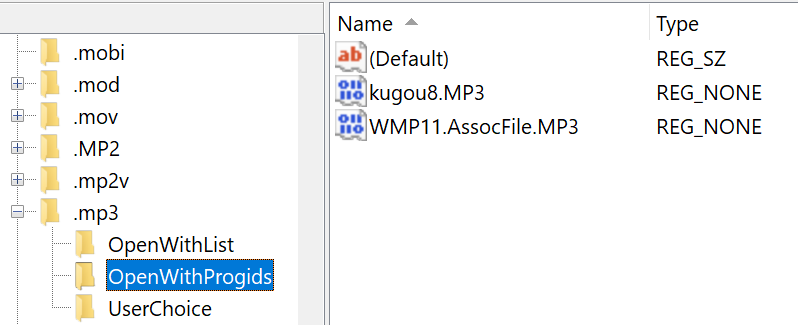 .mobi
.mod
.mov
.MP2
.mp2v
.mp3
OpenWithList
OpenWithProgids
UserChoice
Name Type
(Default) REG_SZ
kugou8.MP3 REG_NONE
WMP11.AssocFile.MP3 REG_NONE